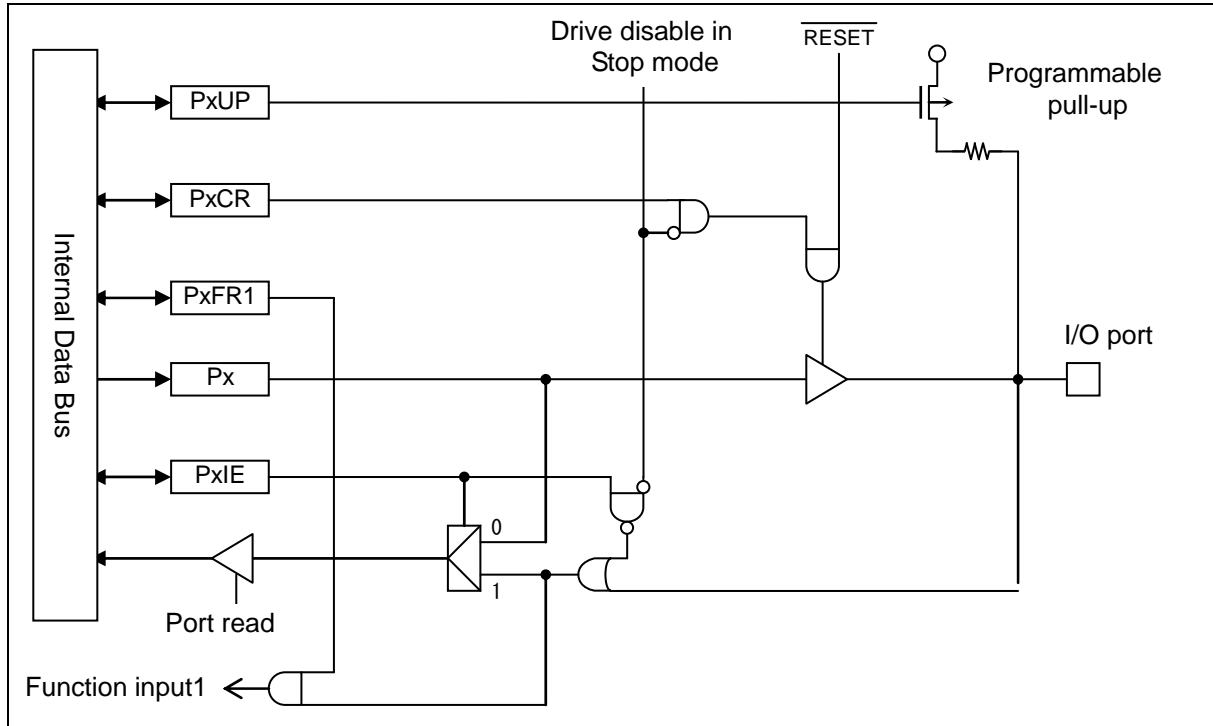 Drive disable in
Stop mode
RESET
Programmable
pull-up
PxUP
PxCR
PxFR1
Px
PxIE
Internal Data Bus
I/O port
0
1
Port read
Function input1